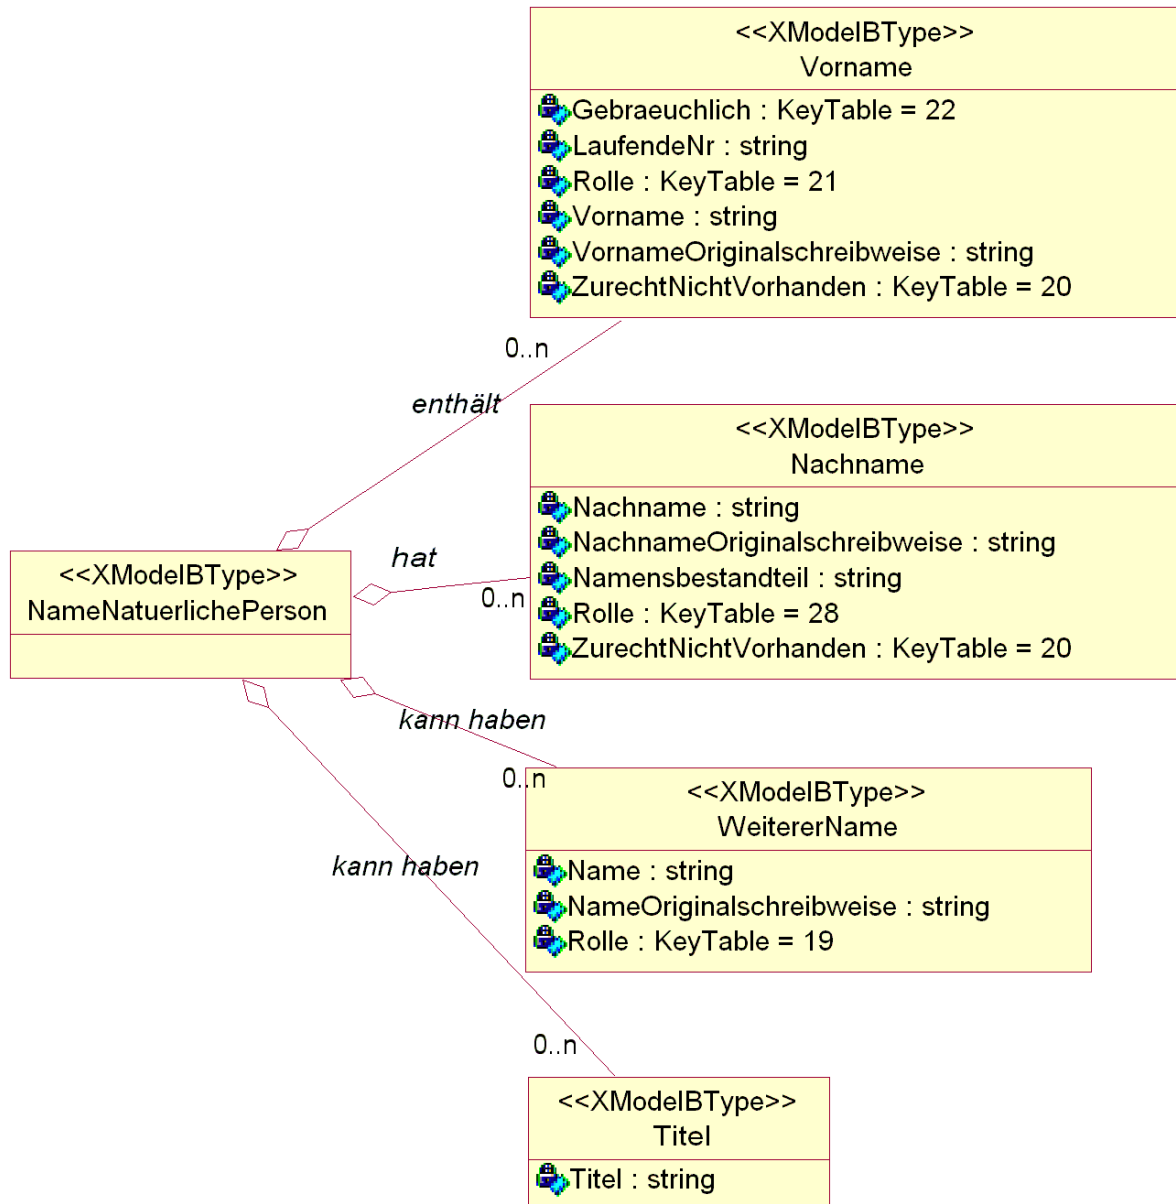 <<XModelBType>>
Vorname
Gebraeuchlich : KeyTable = 22
LaufendeNr : string
Rolle : KeyTable = 21
Vorname : string
VornameOriginalschreibweise : string
ZurechtNichtVorhanden : KeyTable = 20
0..n
enthält
<<XModelBType>>
Nachname
Nachname : string
NachnameOriginalschreibweise : string
Namensbestandteil : string
Rolle : KeyTable = 28
ZurechtNichtVorhanden : KeyTable = 20
hat
0..n
<<XModelBType>>
NameNatuerlichePerson
kann haben
0..n
<<XModelBType>>
WeitererName
Name : string
NameOriginalschreibweise : string
Rolle : KeyTable = 19
kann haben
0..n
<<XModelBType>>
Titel
Titel : string